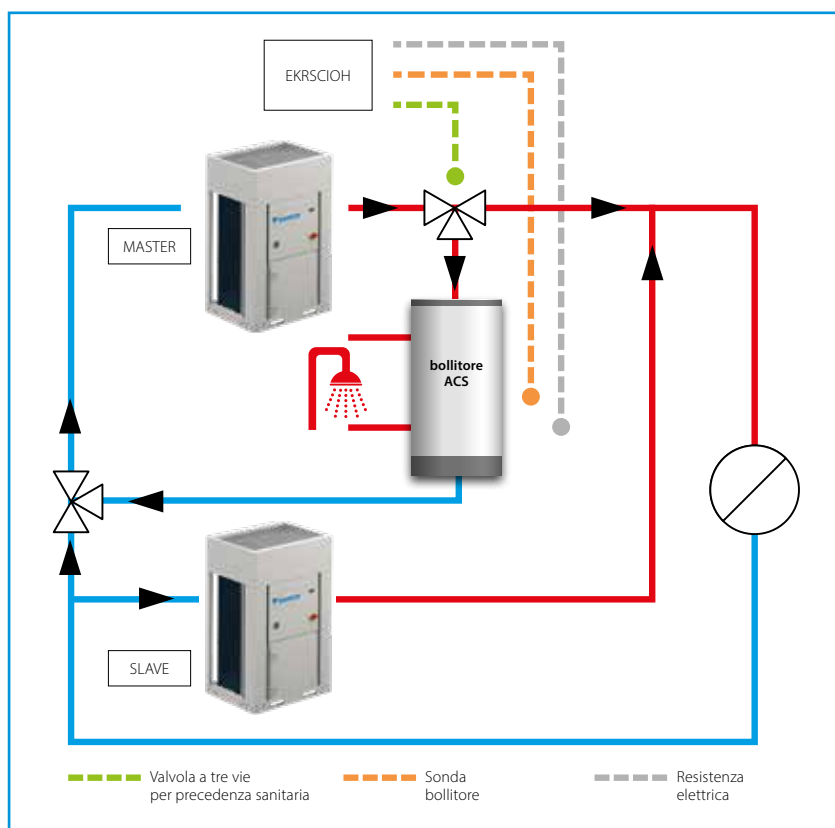 EKRSCIOH
MASTER
bollitore
ACS
SLAVE
Valvola a tre vie
per precedenza sanitaria
Sonda
bollitore
Resistenza
elettrica